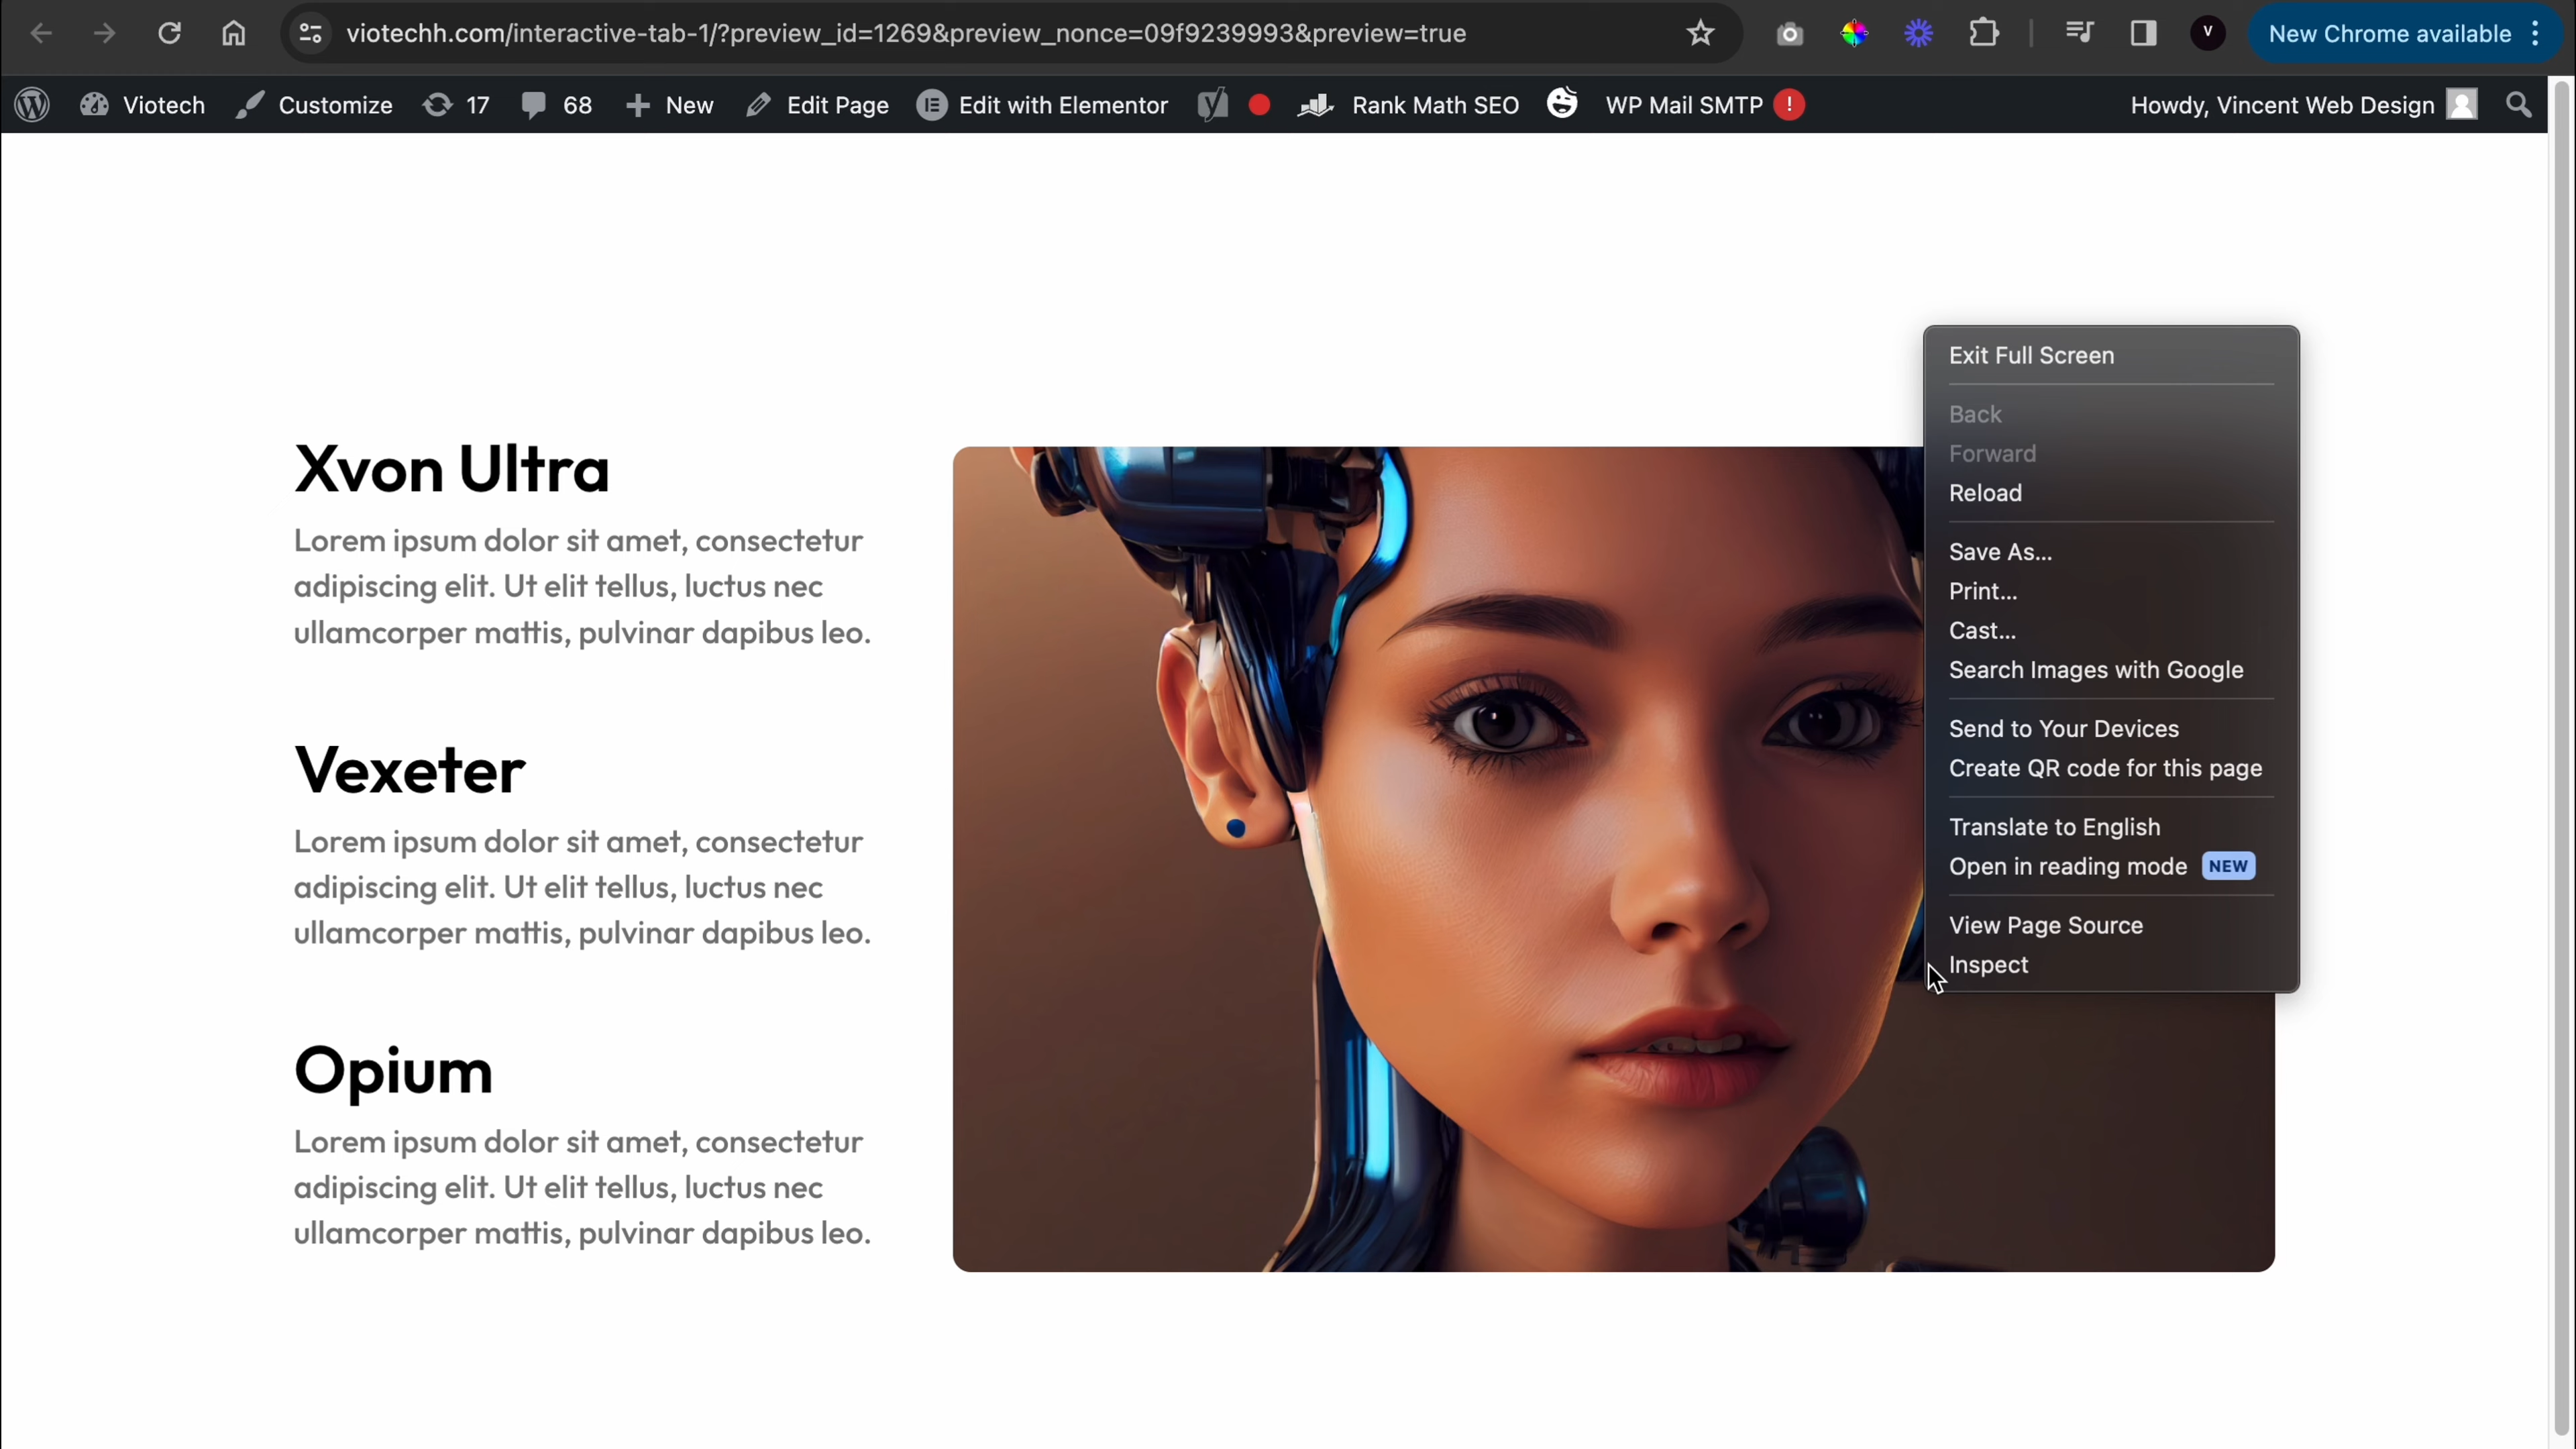 viotechh.com/interactive-tab-1/?preview_id=1269&preview_nonce=09f9239993&preview=true
V
New Chrome available
Viotech
Customize
17
68
New
Edit Page
Edit with Elementor
Rank Math SEO
WP Mail SMTP
!
Howdy, Vincent Web Design
Xvon Ultra
Lorem ipsum dolor sit amet, consectetur
adipiscing elit. Ut elit tellus, luctus nec
ullamcorper mattis, pulvinar dapibus leo.
Vexeter
Lorem ipsum dolor sit amet, consectetur
adipiscing elit. Ut elit tellus, luctus nec
ullamcorper mattis, pulvinar dapibus leo.
Opium
Lorem ipsum dolor sit amet, consectetur
adipiscing elit. Ut elit tellus, luctus nec
ullamcorper mattis, pulvinar dapibus leo.
Exit Full Screen
Back
Forward
Reload
Save As...
Print...
Cast...
Search Images with Google
Send to Your Devices
Create QR code for this page
Translate to English
Open in reading mode NEW
View Page Source
Inspect